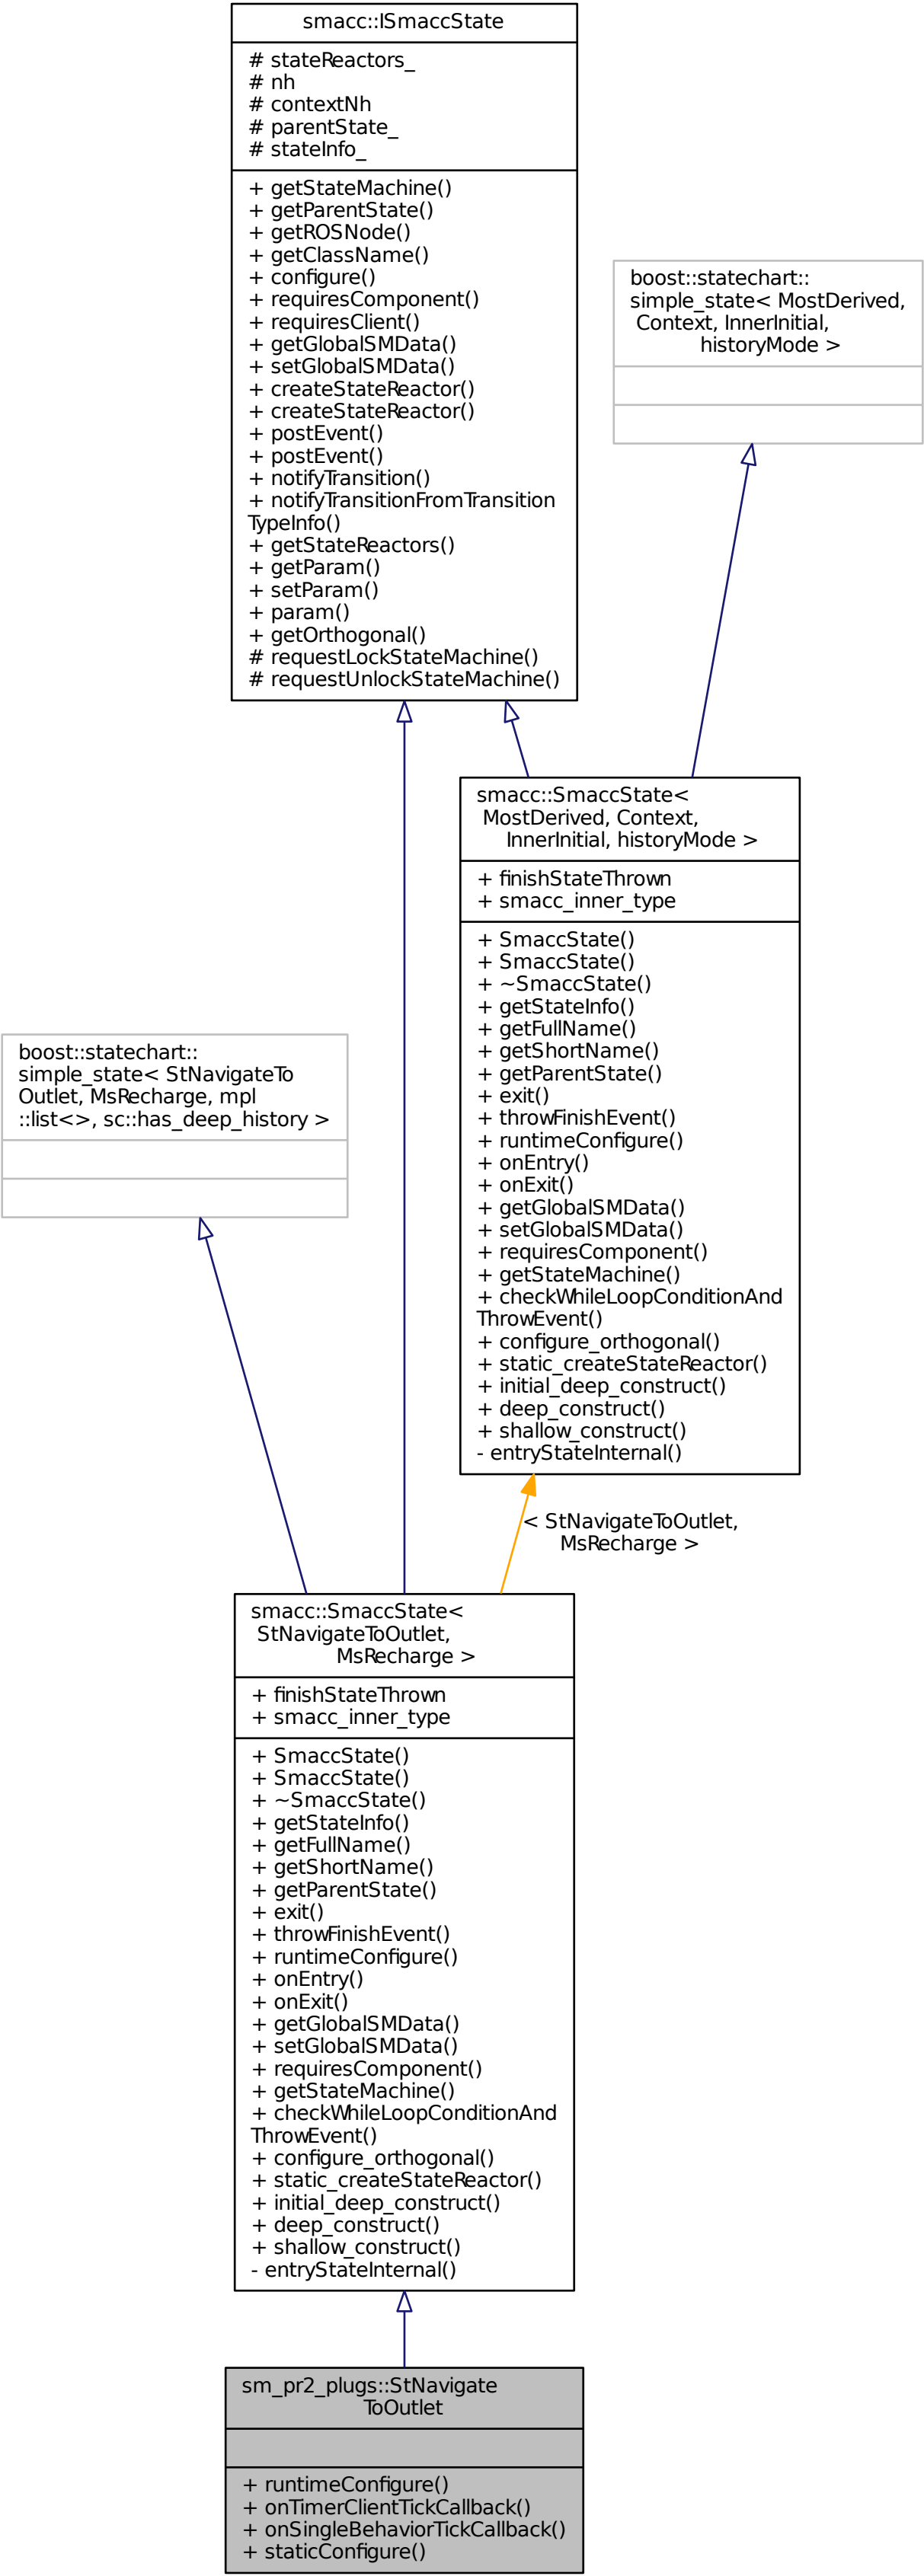 smacc::ISmaccState
# stateReactors_
# nh
# contextNh
# parentState_
# stateInfo_
+ getStateMachine()
+ getParentState()
+ getROSNode()
+ getClassName()
+ configure()
+ requiresComponent()
+ requiresClient()
+ getGlobalSMData()
+ setGlobalSMData()
+ createStateReactor()
+ createStateReactor()
+ postEvent()
+ postEvent()
+ notifyTransition()
+ notifyTransitionFromTransition
TypeInfo()
+ getStateReactors()
+ getParam()
+ setParam()
+ param()
+ getOrthogonal()
# requestLockStateMachine()
# requestUnlockStateMachine()
boost::statechart::
simple_state< MostDerived,
Context, InnerInitial,
historyMode >
smacc::SmaccState<
MostDerived, Context,
InnerInitial, historyMode >
+ finishStateThrown
+ smacc_inner_type
+ SmaccState()
+ SmaccState()
+ ~SmaccState()
+ getStateInfo()
+ getFullName()
+ getShortName()
+ getParentState()
+ exit()
+ throwFinishEvent()
+ runtimeConfigure()
+ onEntry()
+ onExit()
+ getGlobalSMData()
+ setGlobalSMData()
+ requiresComponent()
+ getStateMachine()
+ checkWhileLoopConditionAnd
ThrowEvent()
+ configure_orthogonal()
+ static_createStateReactor()
+ initial_deep_construct()
+ deep_construct()
+ shallow_construct()
- entryStateInternal()
boost::statechart::
simple_state< StNavigateTo
Outlet, MsRecharge, mpl
::list<>, sc::has_deep_history >
< StNavigateToOutlet,
MsRecharge >
smacc::SmaccState<
StNavigateToOutlet,
MsRecharge >
+ finishStateThrown
+ smacc_inner_type
+ SmaccState()
+ SmaccState()
+ ~SmaccState()
+ getStateInfo()
+ getFullName()
+ getShortName()
+ getParentState()
+ exit()
+ throwFinishEvent()
+ runtimeConfigure()
+ onEntry()
+ onExit()
+ getGlobalSMData()
+ setGlobalSMData()
+ requiresComponent()
+ getStateMachine()
+ checkWhileLoopConditionAnd
ThrowEvent()
+ configure_orthogonal()
+ static_createStateReactor()
+ initial_deep_construct()
+ deep_construct()
+ shallow_construct()
- entryStateInternal()
sm_pr2_plugs::StNavigate
ToOutlet
+ runtimeConfigure()
+ onTimerClientTickCallback()
+ onSingleBehaviorTickCallback()
+ staticConfigure()